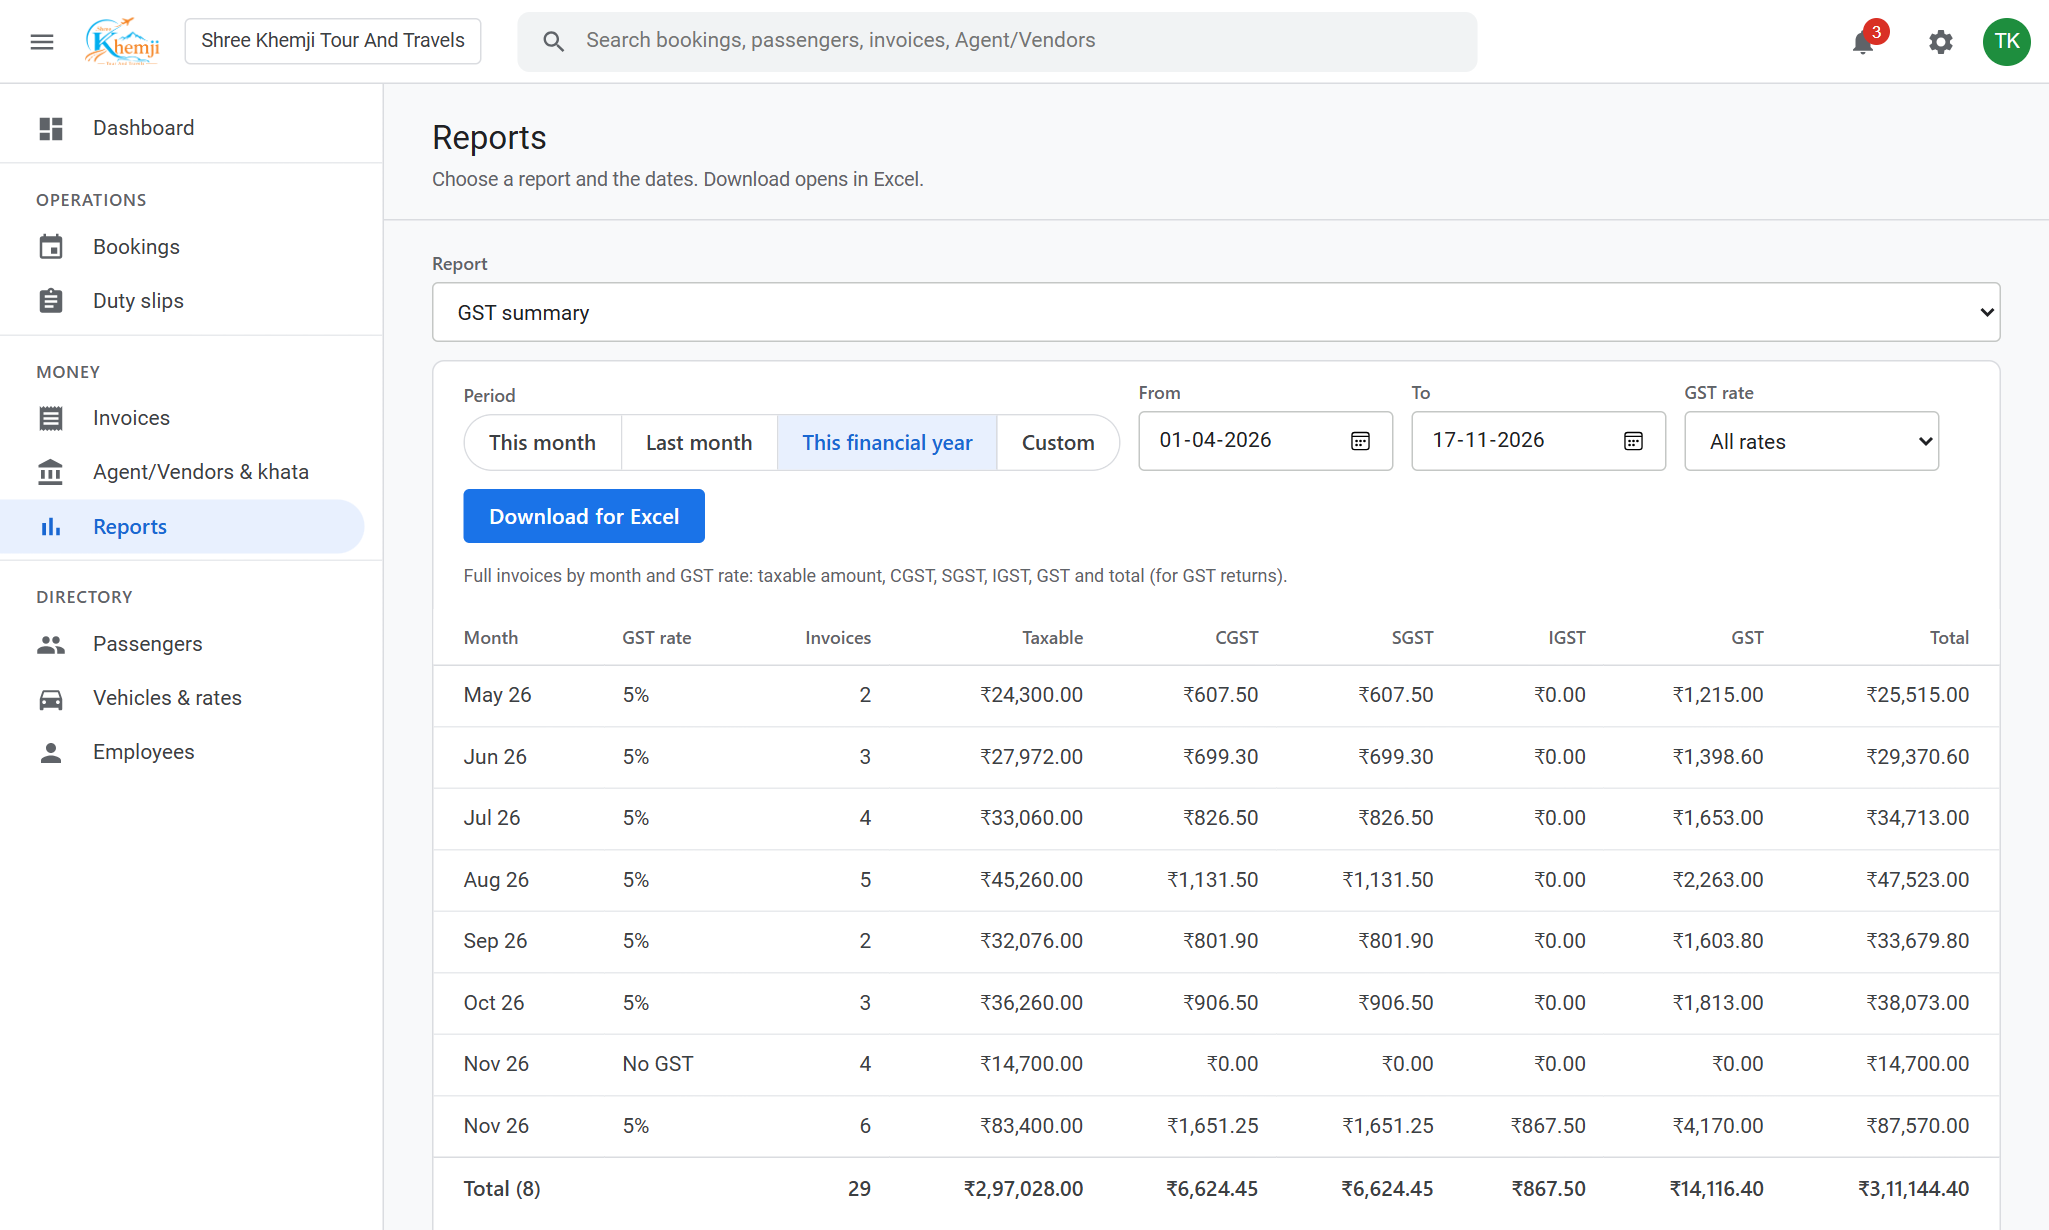 Khemji
Shree Khemji Tour And Travels
Search bookings, passengers, invoices, Agent/Vendors
3
TK
Dashboard
OPERATIONS
Bookings
Duty slips
MONEY
Invoices
Agent/Vendors & khata
Reports
DIRECTORY
Passengers
Vehicles & rates
Employees
Reports
Choose a report and the dates. Download opens in Excel.
Report
GST summary
Period From To GST rate
This month Last month This financial year Custom 01-04-2026 17-11-2026 All rates
Download for Excel
Full invoices by month and GST rate: taxable amount, CGST, SGST, IGST, GST and total (for GST returns).
Month GST rate Invoices Taxable CGST SGST IGST GST Total
May 26 5% 2 ₹24,300.00 ₹607.50 ₹607.50 ₹0.00 ₹1,215.00 ₹25,515.00
Jun 26 5% 3 ₹27,972.00 ₹699.30 ₹699.30 ₹0.00 ₹1,398.60 ₹29,370.60
Jul 26 5% 4 ₹33,060.00 ₹826.50 ₹826.50 ₹0.00 ₹1,653.00 ₹34,713.00
Aug 26 5% 5 ₹45,260.00 ₹1,131.50 ₹1,131.50 ₹0.00 ₹2,263.00 ₹47,523.00
Sep 26 5% 2 ₹32,076.00 ₹801.90 ₹801.90 ₹0.00 ₹1,603.80 ₹33,679.80
Oct 26 5% 3 ₹36,260.00 ₹906.50 ₹906.50 ₹0.00 ₹1,813.00 ₹38,073.00
Nov 26 No GST 4 ₹14,700.00 ₹0.00 ₹0.00 ₹0.00 ₹0.00 ₹14,700.00
Nov 26 5% 6 ₹83,400.00 ₹1,651.25 ₹1,651.25 ₹867.50 ₹4,170.00 ₹87,570.00
Total (8) 29 ₹2,97,028.00 ₹6,624.45 ₹6,624.45 ₹867.50 ₹14,116.40 ₹3,11,144.40